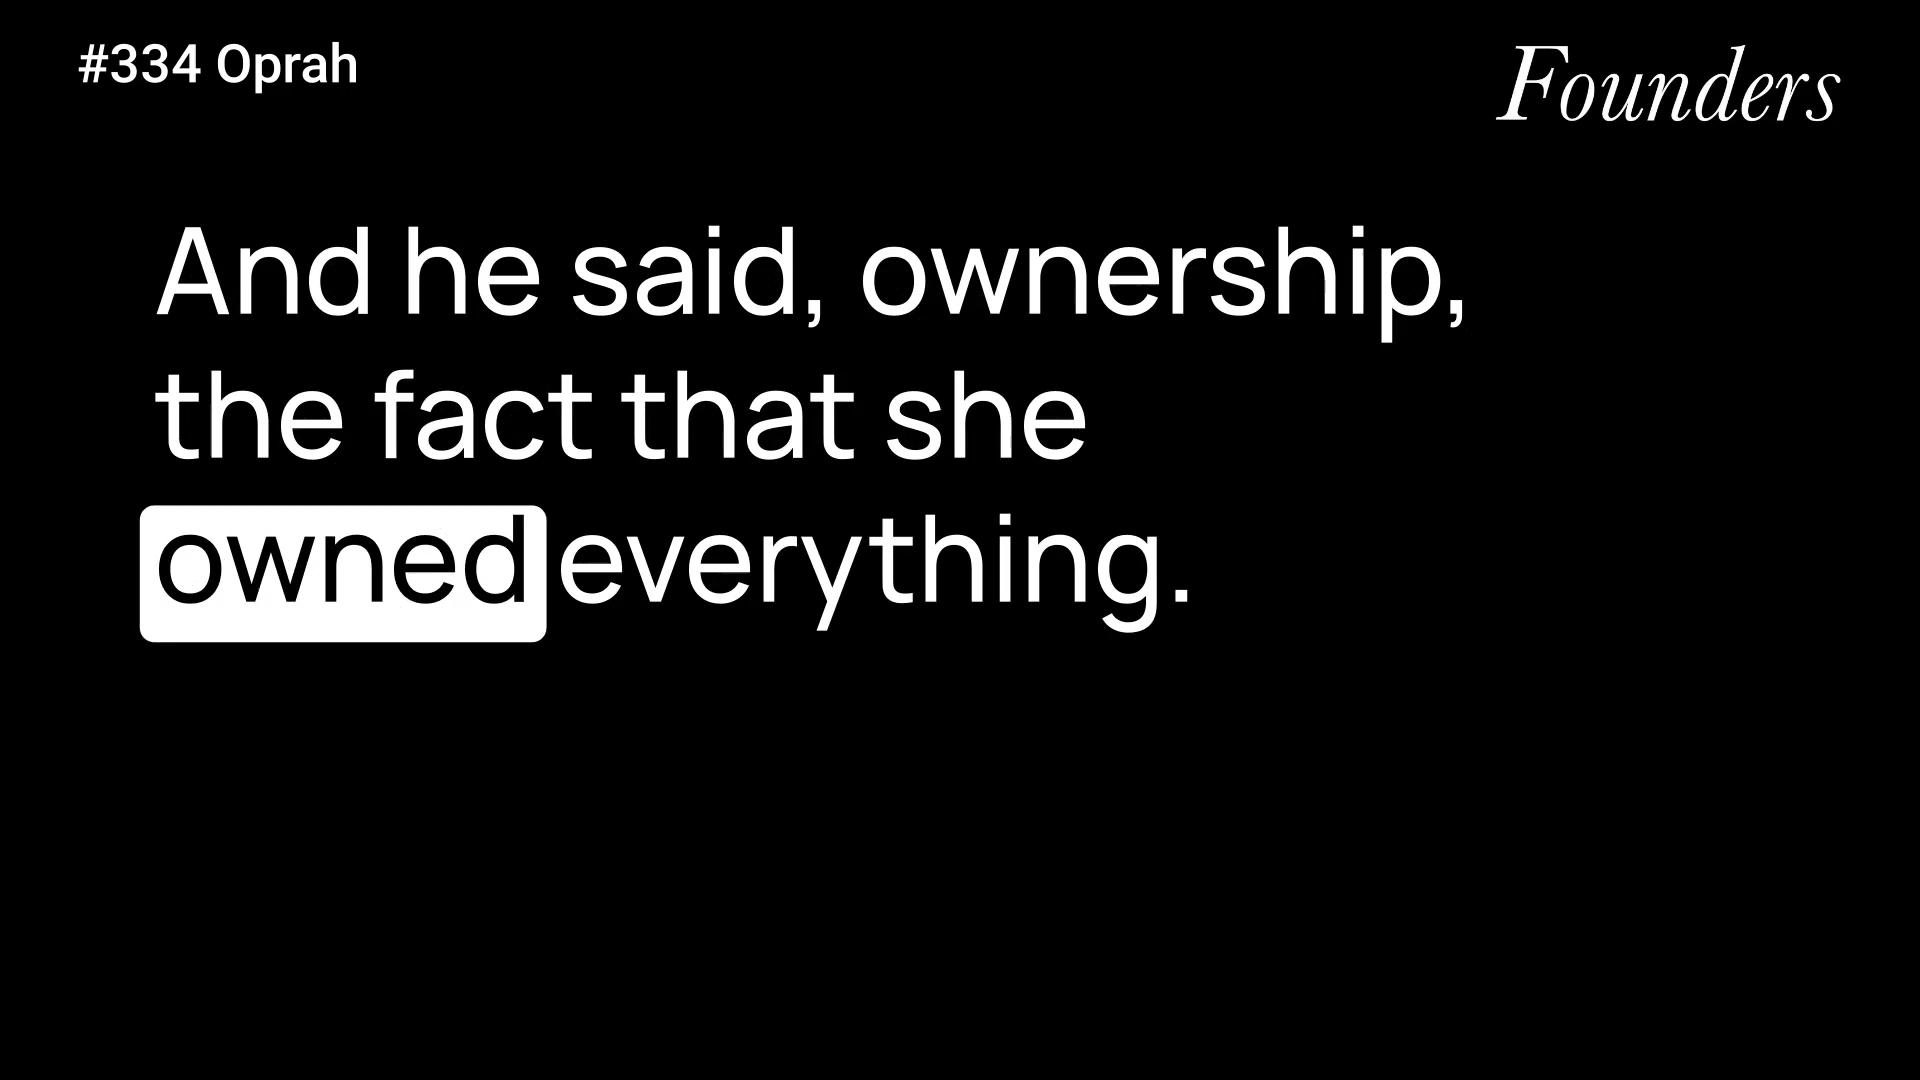 #334 Oprah
Founders
And he said, ownership,
the fact that she
owned everything.